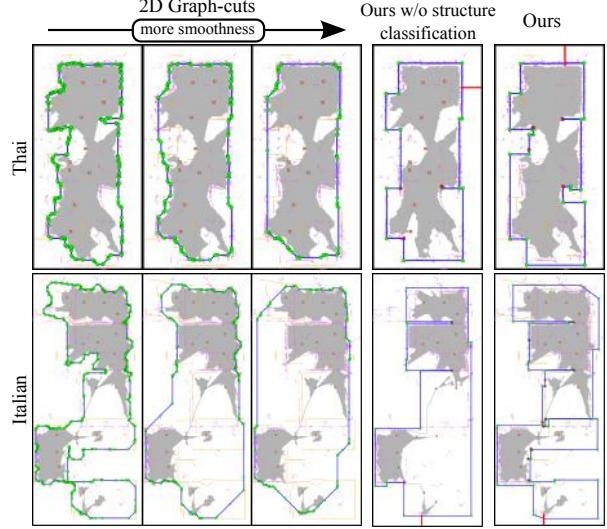 2D Graph-cuts
more smoothness
Ours w/o structure
classification
Ours
Thai
Italian